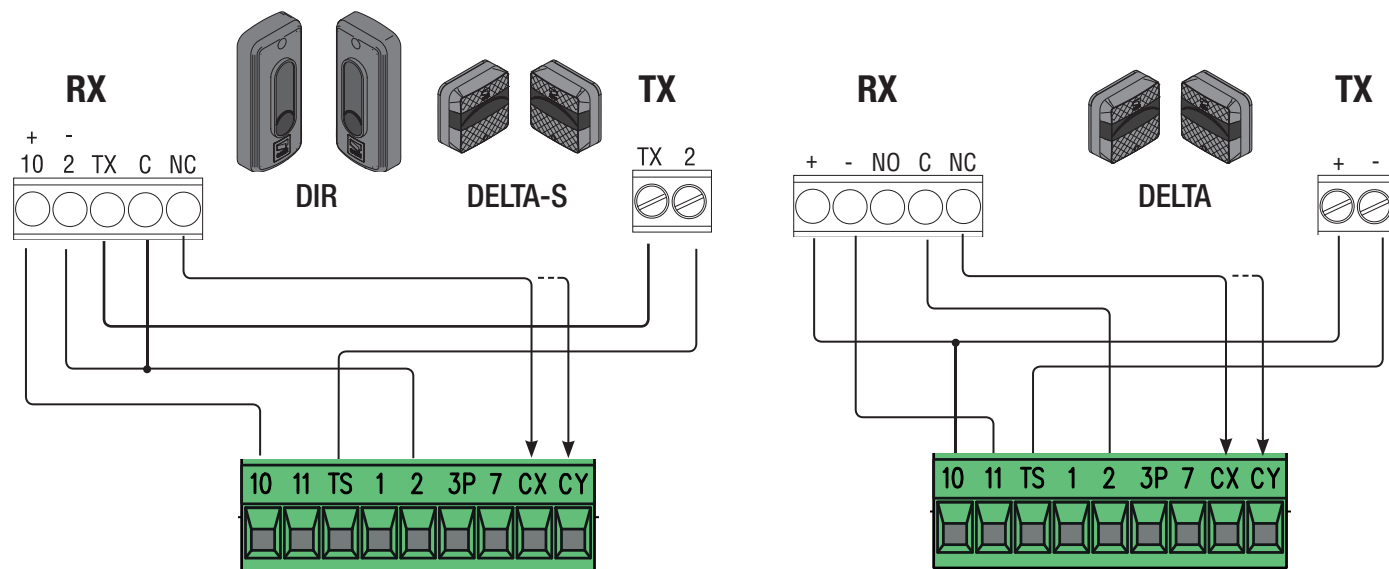 RX
TX
+ -
10 2 TX C NC
TX 2
DIR
DELTA-S
10 11 TS 1 2 3P 7 CX CY
RX
TX
+ - NO C NC
+ -
DELTA
10 11 TS 1 2 3P 7 CX CY